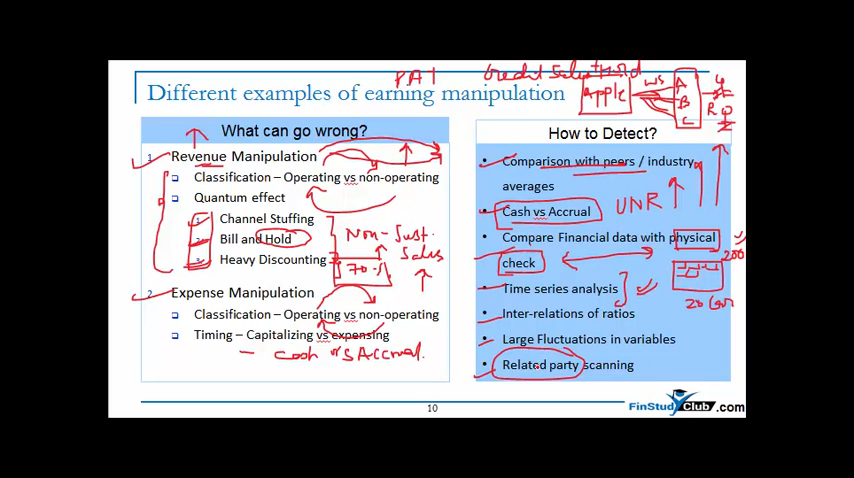 PAT
Credit Sales
Different examples of earning manipulation
Apple
WS
A
B
C
R
What can go wrong?
1. Revenue Manipulation
Classification – Operating vs non-operating
Quantum effect
1. Channel Stuffing
2. Bill and Hold
3. Heavy Discounting
Non-Sust.
Sales
70%
2. Expense Manipulation
Classification – Operating vs non-operating
Timing – Capitalizing vs expensing
– Cash vs Accrual.
How to Detect?
• Comparison with peers / industry
averages
• Cash vs Accrual
UNR
• Compare Financial data with physical
check
200
• Time series analysis
• Inter-relations of ratios
• Large Fluctuations in variables
• Related party scanning
10
FinStudyClub.com